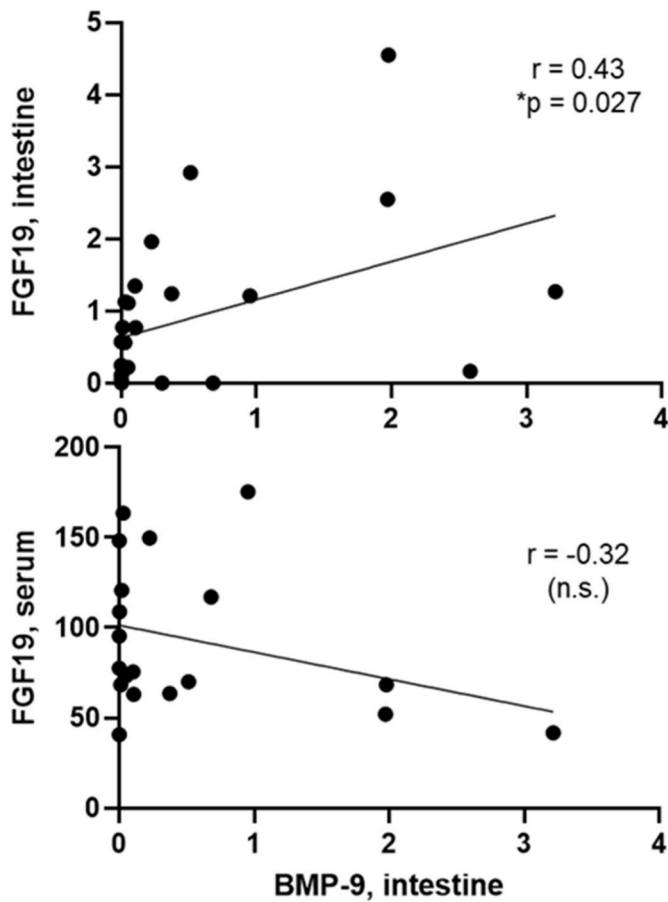 FGF19, intestine
5
4
3
2
1
0
r = 0.43
*p = 0.027
0 1 2 3 4
FGF19, serum
200
150
100
50
0
r = -0.32
(n.s.)
0 1 2 3 4
BMP-9, intestine